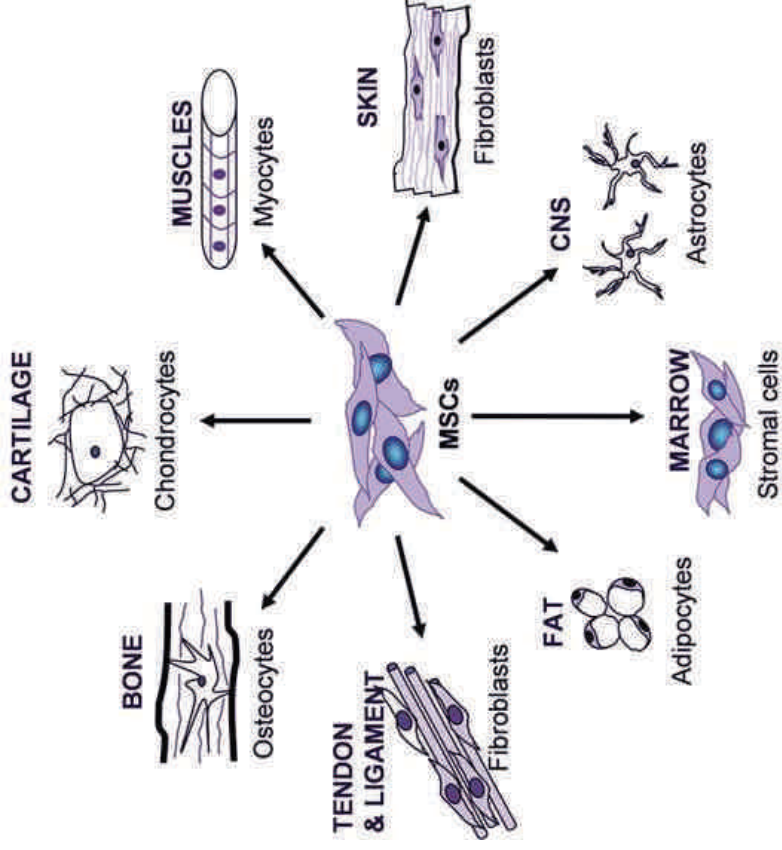 CARTILAGE
Chondrocytes
MUSCLES
Myocytes
SKIN
Fibroblasts
CNS
Astrocytes
MARROW
Stromal cells
FAT
Adipocytes
TENDON
& LIGAMENT
Fibroblasts
BONE
Osteocytes
MSCs